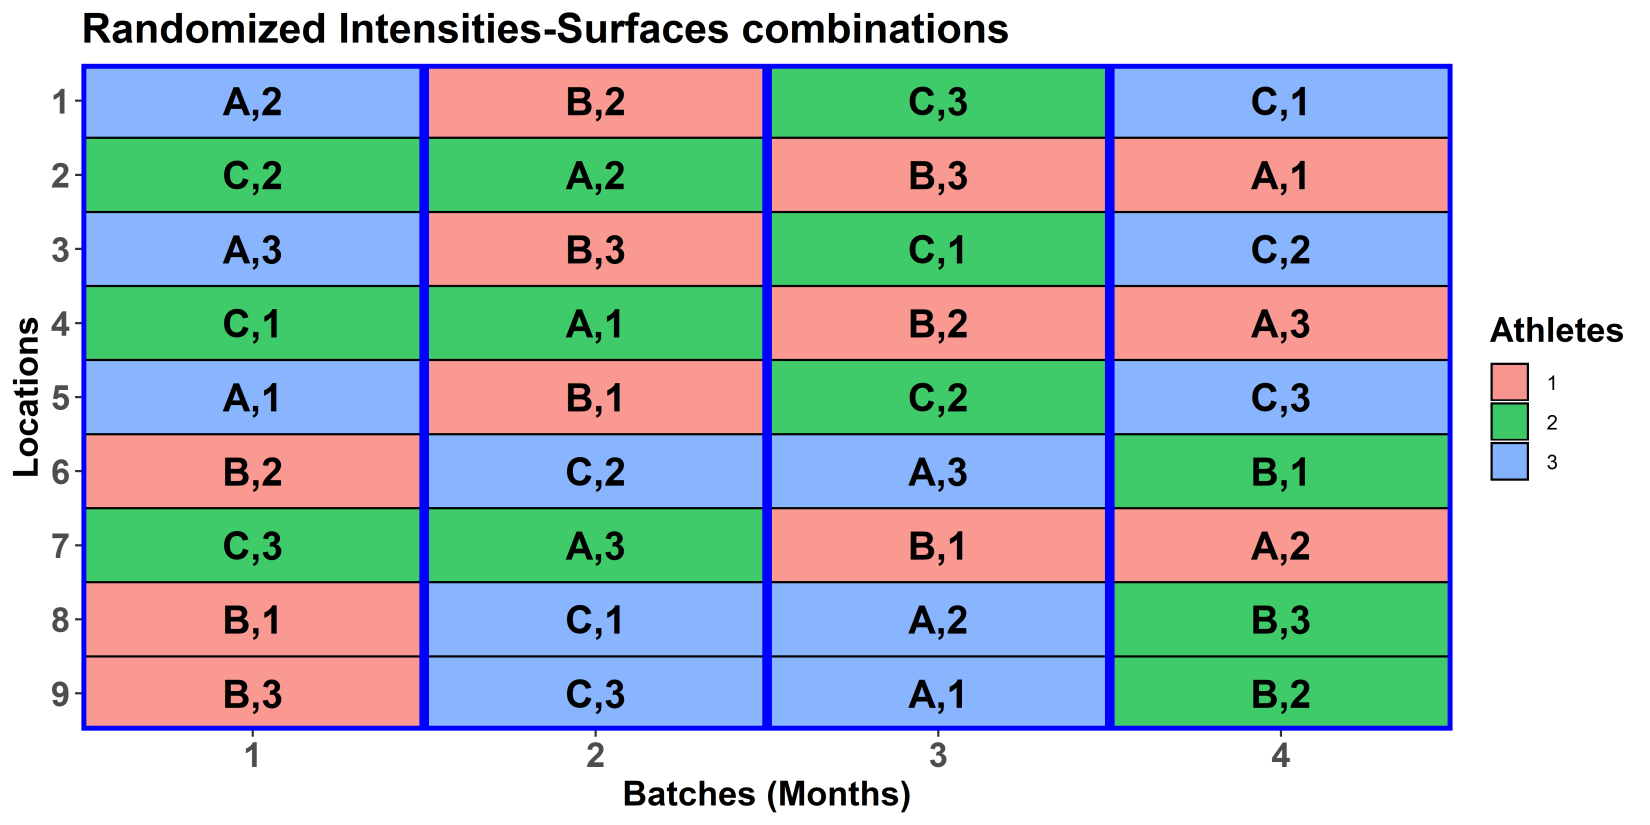 Randomized Intensities-Surfaces combinations
1 A,2 B,2 C,3 C,1
2 C,2 A,2 B,3 A,1
3 A,3 B,3 C,1 C,2
4 C,1 A,1 B,2 A,3
5 A,1 B,1 C,2 C,3
6 B,2 C,2 A,3 B,1
7 C,3 A,3 B,1 A,2
8 B,1 C,1 A,2 B,3
9 B,3 C,3 A,1 B,2
1 2 3 4
Batches (Months)
Locations
Athletes
1
2
3